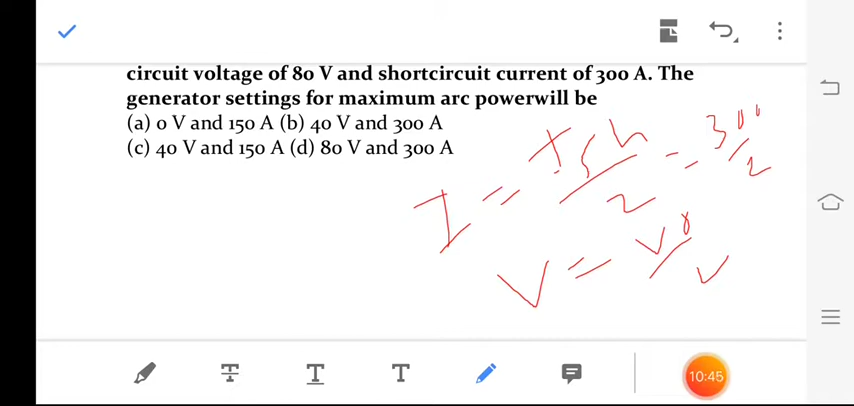 circuit voltage of 80 V and shortcircuit current of 300 A. The
generator settings for maximum arc powerwill be
(a) 0 V and 150 A (b) 40 V and 300 A
(c) 40 V and 150 A (d) 80 V and 300 A
I = Ish/2 = 300/2
V = V0/2
T T T
10:45